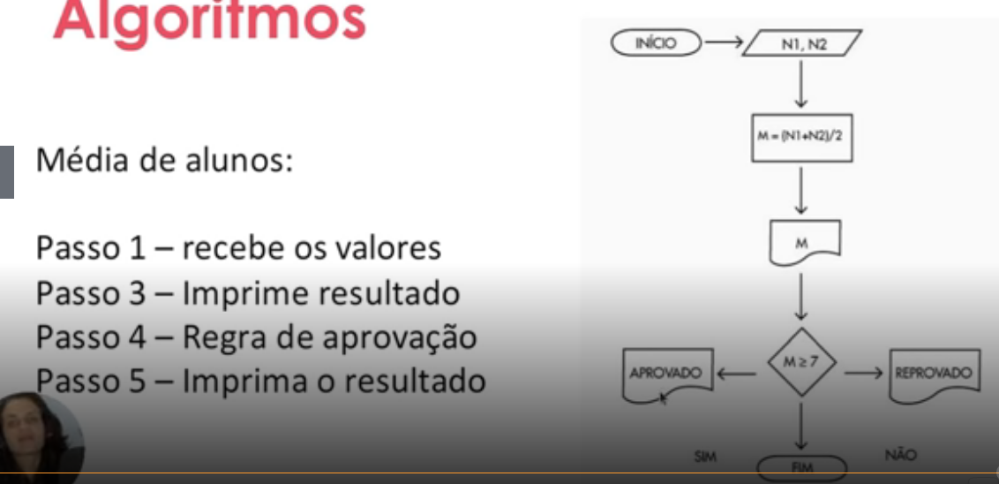 Algoritmos
Média de alunos:
Passo 1 – recebe os valores
Passo 3 – Imprime resultado
Passo 4 – Regra de aprovação
Passo 5 – Imprima o resultado
INÍCIO
N1, N2
M = (N1+N2)/2
M
M ≥ 7
APROVADO
REPROVADO
SIM
NÃO
FIM